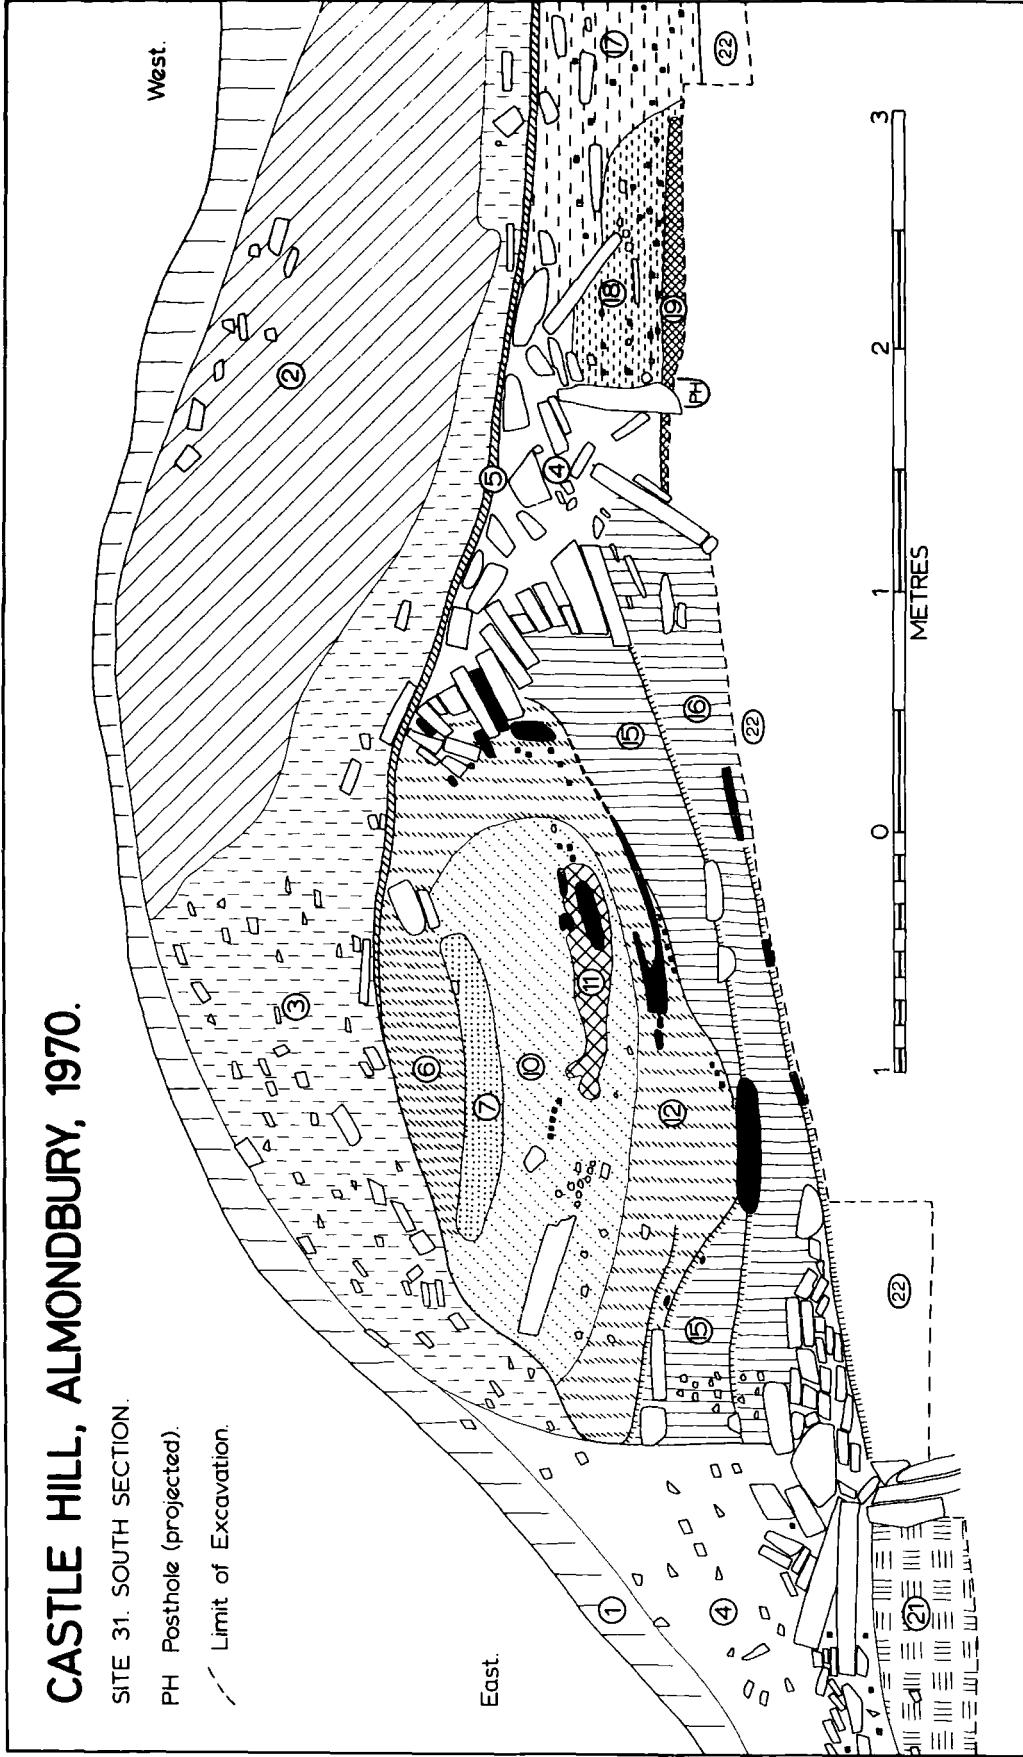 CASTLE HILL, ALMONDBURY, 1970.
SITE 31. SOUTH SECTION.
PH Posthole (projected).
Limit of Excavation.
East.
West.
1
2
3
4
4
5
6
7
10
11
12
15
15
16
17
18
19
PH
21
22
22
22
1 0 1 2 3
METRES